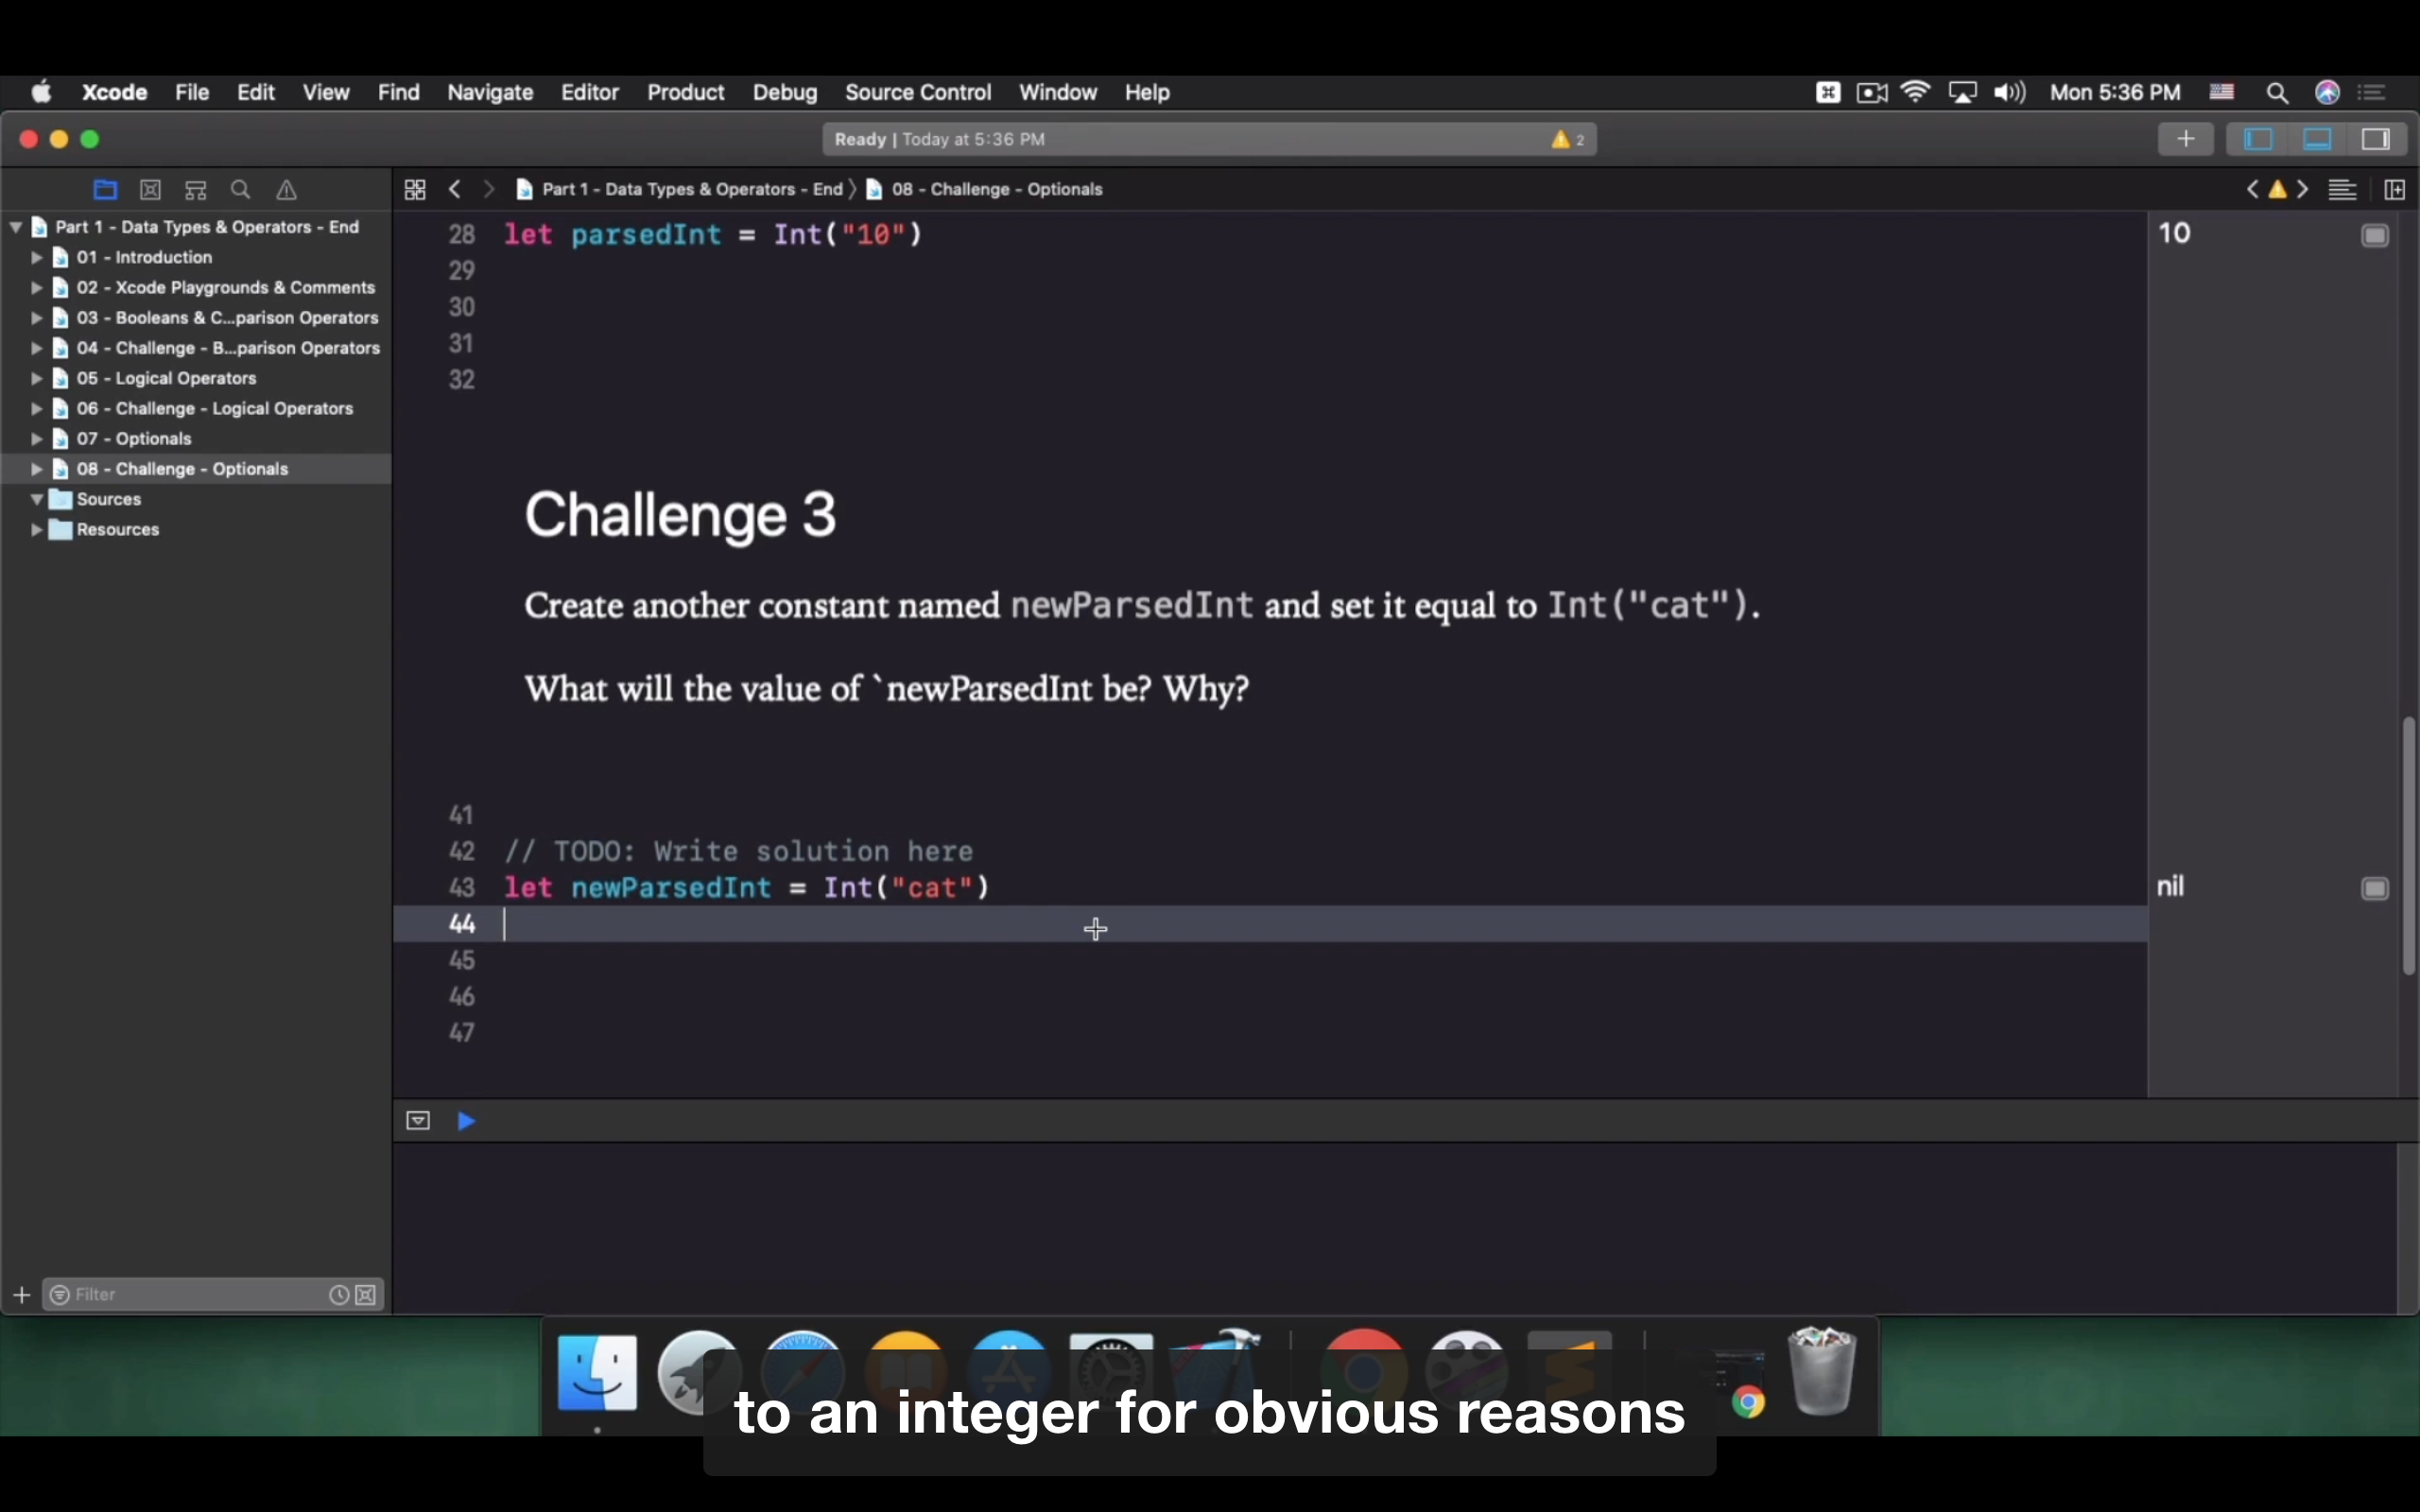 Xcode File Edit View Find Navigate Editor Product Debug Source Control Window Help Mon 5:36 PM
Ready | Today at 5:36 PM 2
Part 1 - Data Types & Operators - End 08 - Challenge - Optionals
Part 1 - Data Types & Operators - End
01 - Introduction
02 - Xcode Playgrounds & Comments
03 - Booleans & C...parison Operators
04 - Challenge - B...parison Operators
05 - Logical Operators
06 - Challenge - Logical Operators
07 - Optionals
08 - Challenge - Optionals
Sources
Resources
Filter
28 let parsedInt = Int("10") 10
29
30
31
32
Challenge 3
Create another constant named newParsedInt and set it equal to Int("cat").
What will the value of `newParsedInt be? Why?
41
42 // TODO: Write solution here
43 let newParsedInt = Int("cat") nil
44
45
46
47
to an integer for obvious reasons